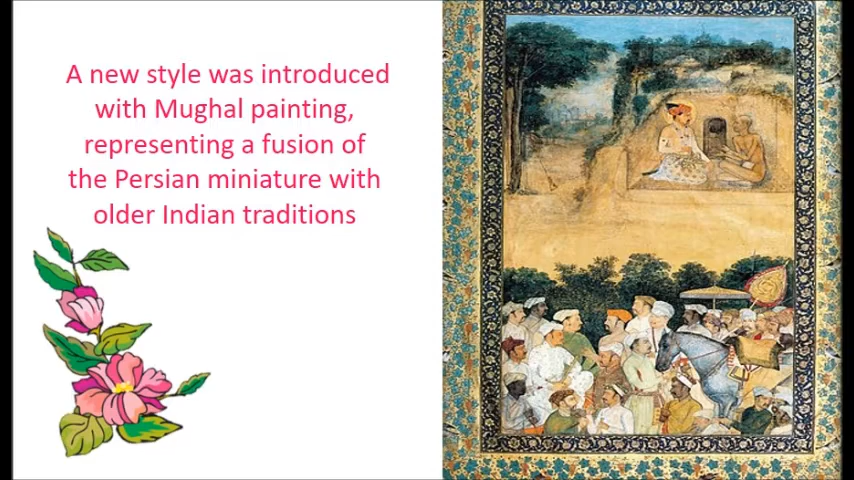 A new style was introduced
with Mughal painting,
representing a fusion of
the Persian miniature with
older Indian traditions